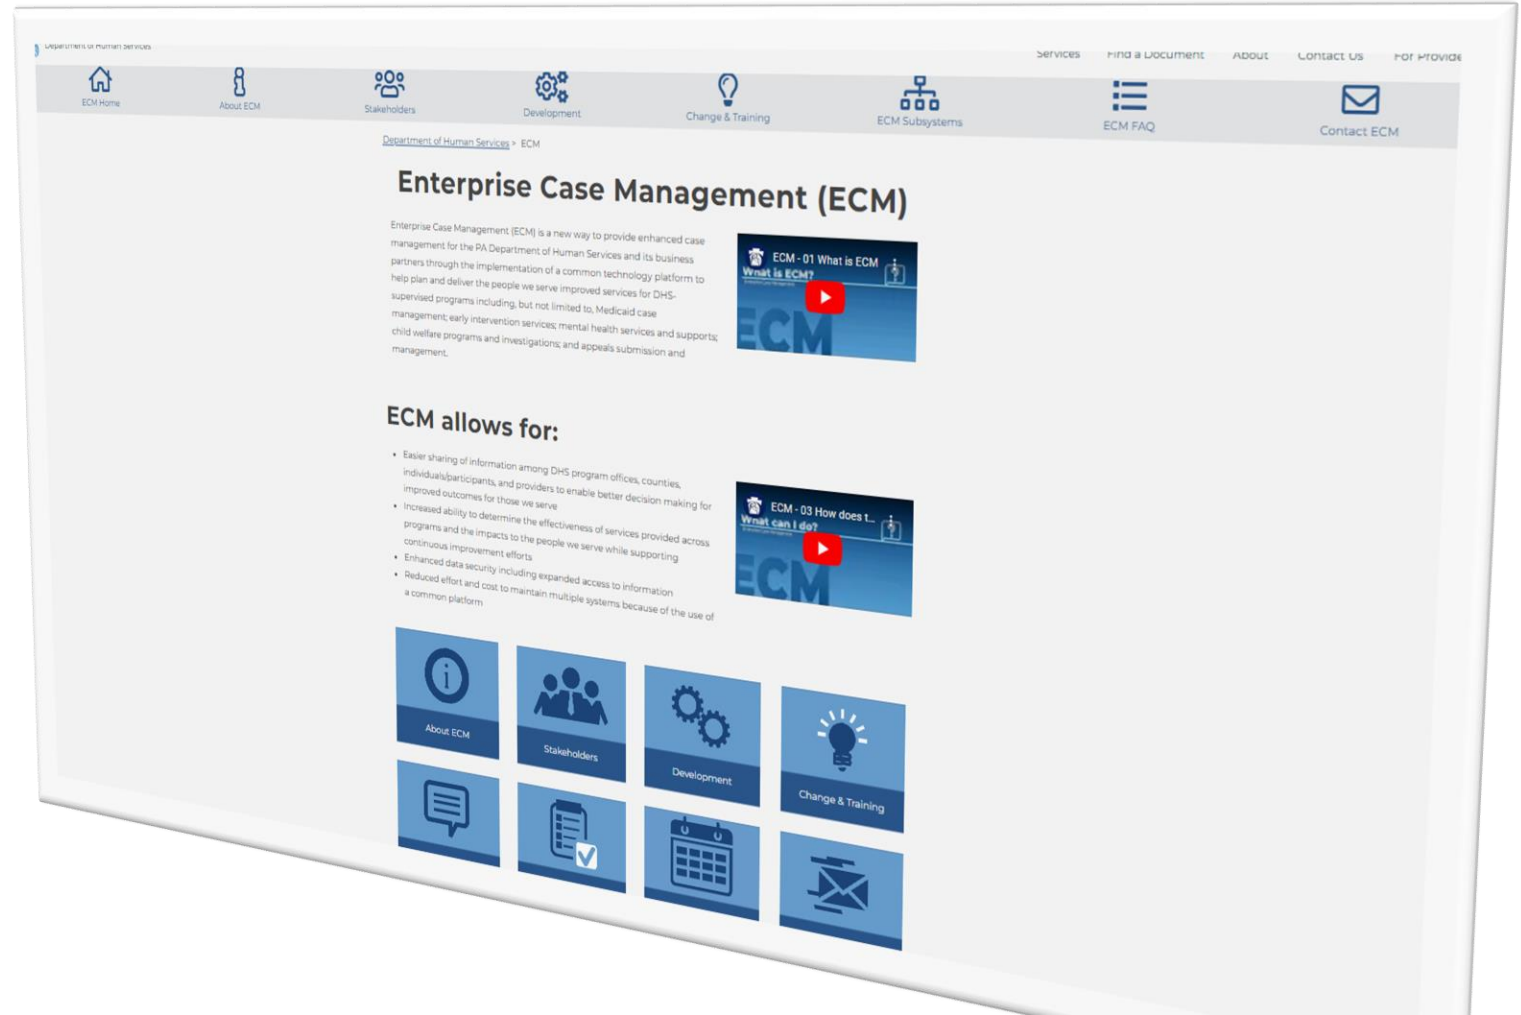 Department of Human Services
Services Find a Document About Contact Us For Provide
ECM Home About ECM Stakeholders Development Change & Training ECM Subsystems ECM FAQ Contact ECM
Department of Human Services > ECM
Enterprise Case Management (ECM)
Enterprise Case Management (ECM) is a new way to provide enhanced case
management for the PA Department of Human Services and its business
partners through the implementation of a common technology platform to
help plan and deliver the people we serve improved services for DHS-
supervised programs including, but not limited to, Medicaid case
management; early intervention services; mental health services and supports;
child welfare programs and investigations; and appeals submission and
management.
ECM - 01 What is ECM
What is ECM?
ECM
ECM allows for:
• Easier sharing of information among DHS program offices, counties,
individuals/participants, and providers to enable better decision making for
improved outcomes for those we serve
• Increased ability to determine the effectiveness of services provided across
programs and the impacts to the people we serve while supporting
continuous improvement efforts
• Enhanced data security including expanded access to information
• Reduced effort and cost to maintain multiple systems because of the use of
a common platform
ECM - 03 How does t...
What can I do?
ECM
About ECM
Stakeholders
Development
Change & Training